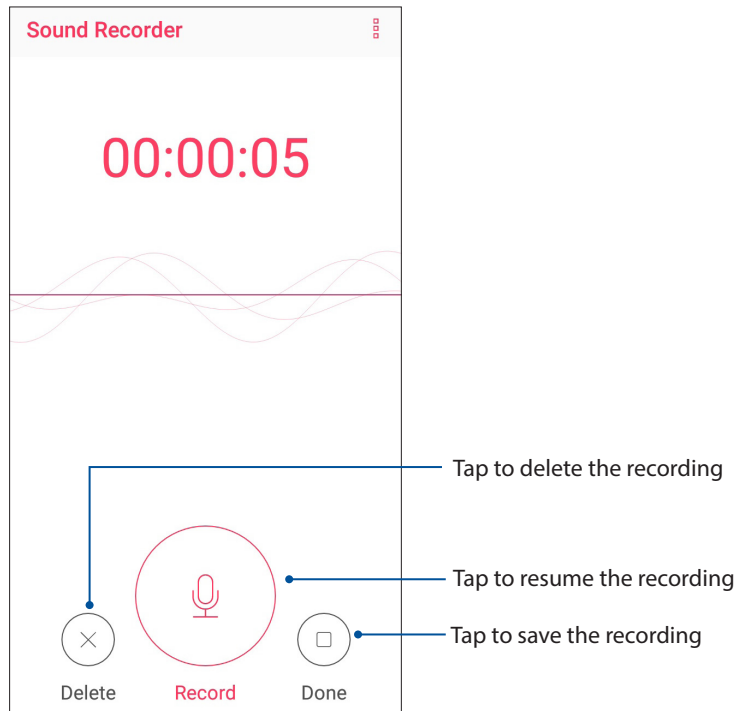 Sound Recorder
00:00:05
Tap to delete the recording
Tap to resume the recording
Tap to save the recording
Delete Record Done